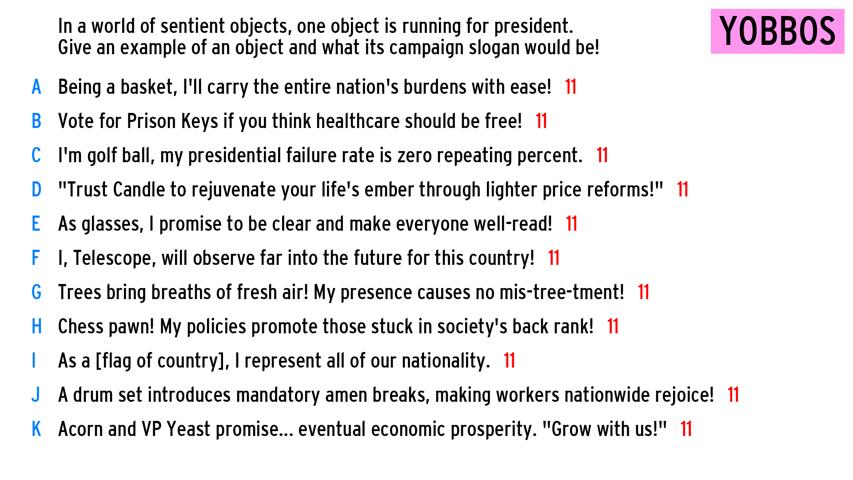 In a world of sentient objects, one object is running for president.
Give an example of an object and what its campaign slogan would be!
YOBBOS
A Being a basket, I'll carry the entire nation's burdens with ease! 11
B Vote for Prison Keys if you think healthcare should be free! 11
C I'm golf ball, my presidential failure rate is zero repeating percent. 11
D "Trust Candle to rejuvenate your life's ember through lighter price reforms!" 11
E As glasses, I promise to be clear and make everyone well-read! 11
F I, Telescope, will observe far into the future for this country! 11
G Trees bring breaths of fresh air! My presence causes no mis-tree-tment! 11
H Chess pawn! My policies promote those stuck in society's back rank! 11
I As a [flag of country], I represent all of our nationality. 11
J A drum set introduces mandatory amen breaks, making workers nationwide rejoice! 11
K Acorn and VP Yeast promise... eventual economic prosperity. "Grow with us!" 11